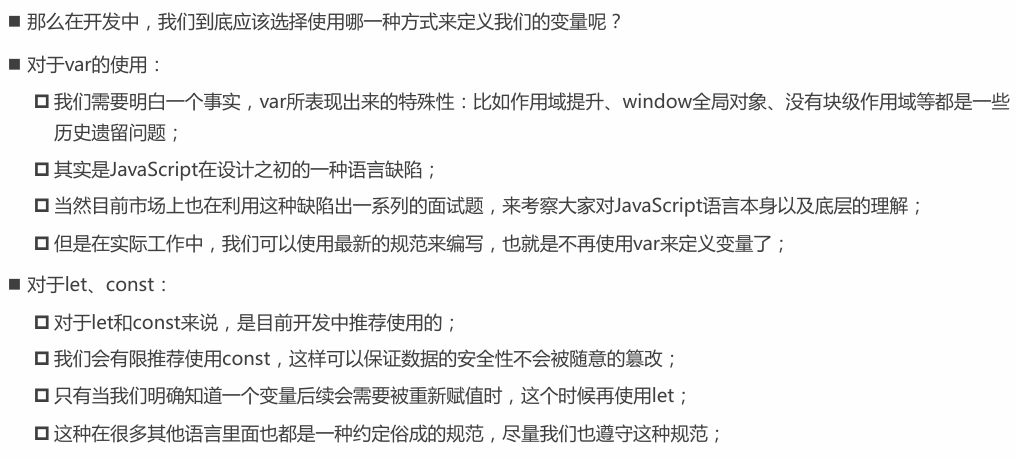 ■ 那么在开发中，我们到底应该选择使用哪一种方式来定义我们的变量呢？
■ 对于var的使用：
我们需要明白一个事实，var所表现出来的特殊性：比如作用域提升、window全局对象、没有块级作用域等都是一些
历史遗留问题；
其实是JavaScript在设计之初的一种语言缺陷；
当然目前市场上也在利用这种缺陷出一系列的面试题，来考察大家对JavaScript语言本身以及底层的理解；
但是在实际工作中，我们可以使用最新的规范来编写，也就是不再使用var来定义变量了；
■ 对于let、const：
对于let和const来说，是目前开发中推荐使用的；
我们会有限推荐使用const，这样可以保证数据的安全性不会被随意的篡改；
只有当我们明确知道一个变量后续会需要被重新赋值时，这个时候再使用let；
这种在很多其他语言里面也都是一种约定俗成的规范，尽量我们也遵守这种规范；